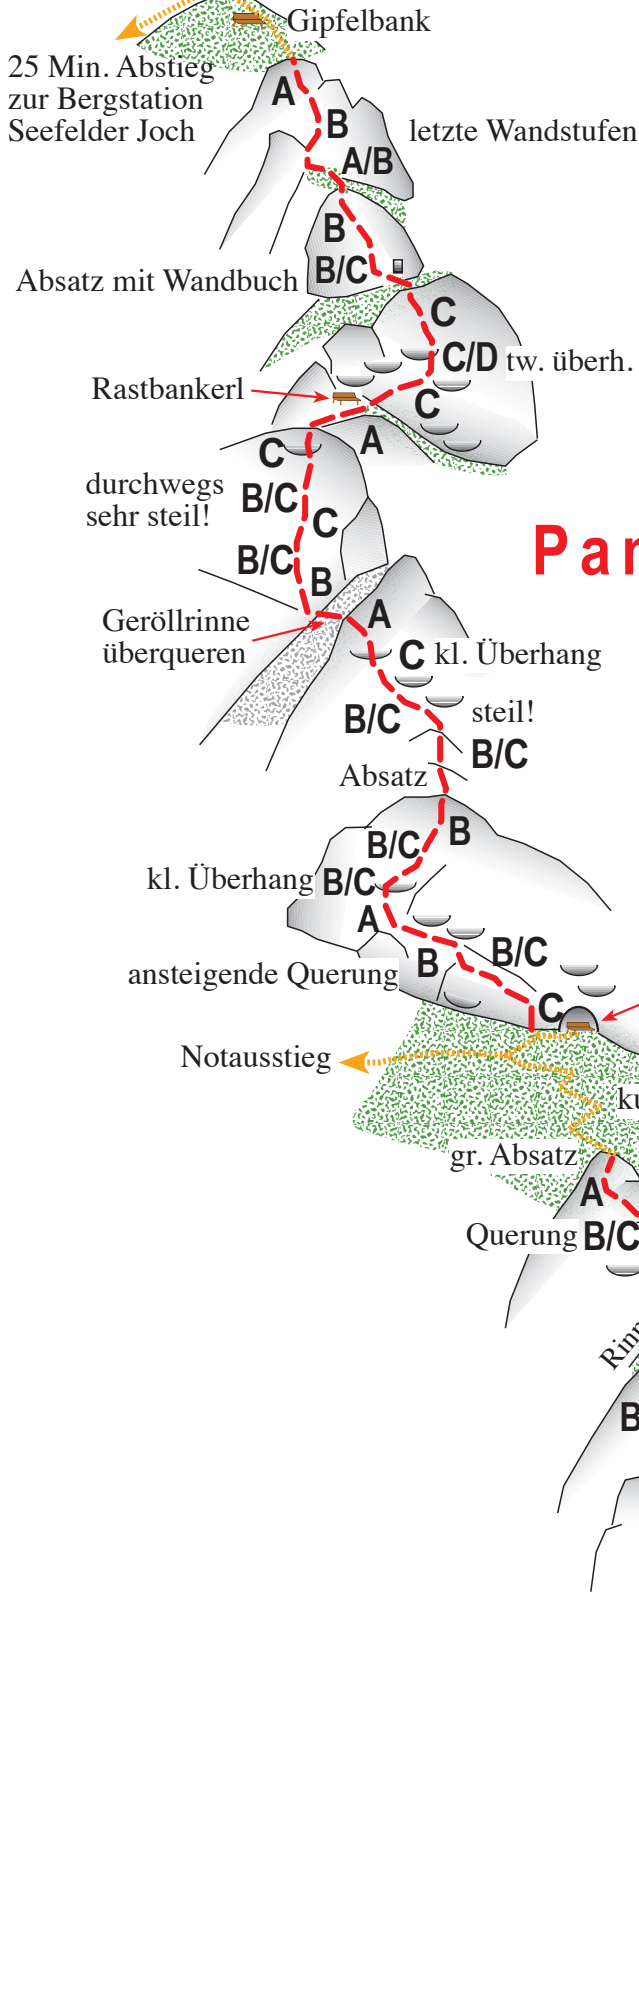 Gipfelbank
25 Min. Abstieg
zur Bergstation
Seefelder Joch
A
B
letzte Wandstufen
A/B
B
B/C
Absatz mit Wandbuch
C
C/D tw. überh.
Rastbankerl
C
A
C
durchwegs
sehr steil!
B/C
C
B/C
B
Geröllrinne
überqueren
A
C kl. Überhang
B/C
steil!
B/C
Absatz
B
B/C
kl. Überhang B/C
A
B/C
B
ansteigende Querung
C
Notausstieg
gr. Absatz
A
Querung B/C
B